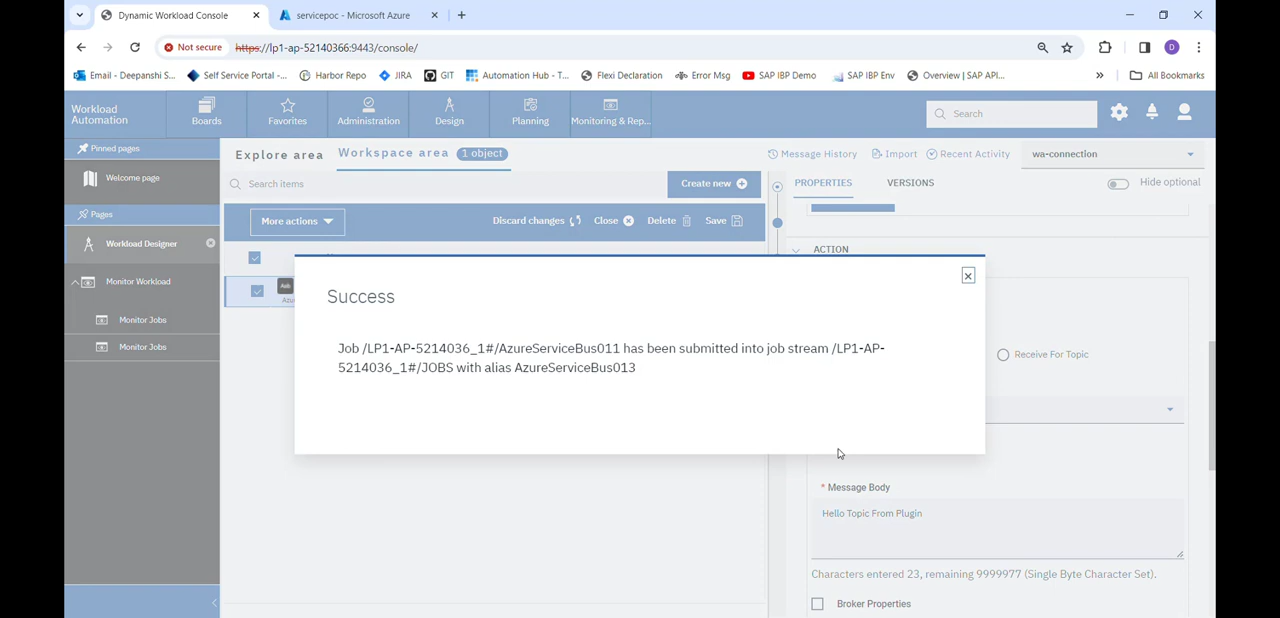 Dynamic Workload Console
servicepoc - Microsoft Azure
Not secure
https://lp1-ap-52140366:9443/console/
D
Email - Deepanshi S...
Self Service Portal -...
Harbor Repo
JIRA
GIT
Automation Hub - T...
Flexi Declaration
Error Msg
SAP IBP Demo
SAP IBP Env
Overview | SAP API...
»
All Bookmarks
Workload
Automation
Boards
Favorites
Administration
Design
Planning
Monitoring & Rep...
Search
Pinned pages
Welcome page
Pages
Workload Designer
Monitor Workload
Monitor Jobs
Monitor Jobs
Explore area
Workspace area
1 object
Message History
Import
Recent Activity
wa-connection
Search items
Create new
PROPERTIES
VERSIONS
Hide optional
More actions
Discard changes
Close
Delete
Save
ACTION
Success
Job /LP1-AP-5214036_1#/AzureServiceBus011 has been submitted into job stream /LP1-AP-
5214036_1#/JOBS with alias AzureServiceBus013
Receive For Topic
* Message Body
Hello Topic From Plugin
Characters entered 23, remaining 9999977 (Single Byte Character Set).
Broker Properties